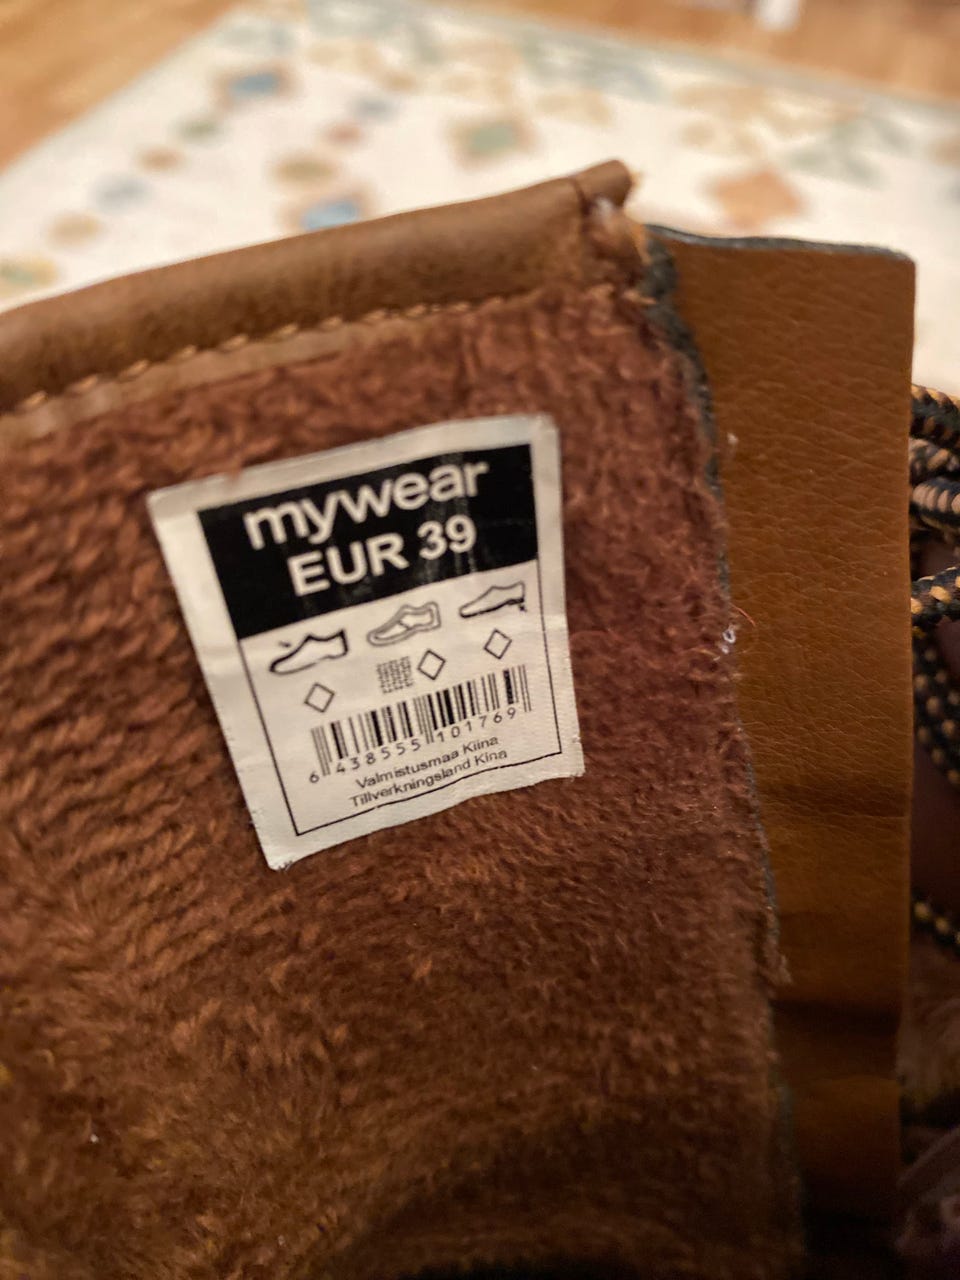 mywear
EUR 39
6 438555 101769
Valmistusmaa Kiina
Tillverkningsland Kina